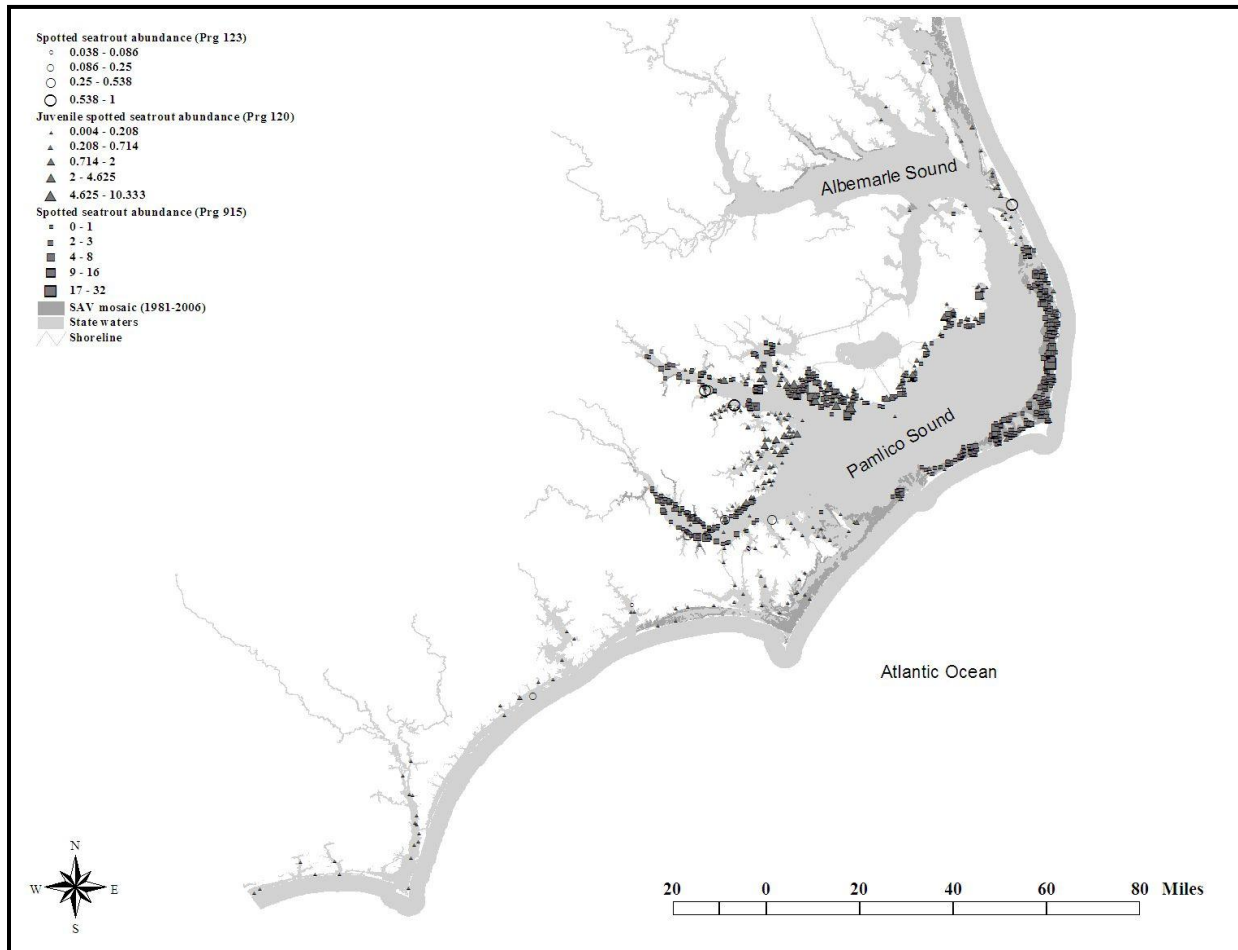 Spotted seatrout abundance (Prg 123)
0.038 - 0.086
0.086 - 0.25
0.25 - 0.538
0.538 - 1
Juvenile spotted seatrout abundance (Prg 120)
0.004 - 0.208
0.208 - 0.714
0.714 - 2
2 - 4.625
4.625 - 10.333
Spotted seatrout abundance (Prg 915)
0 - 1
2 - 3
4 - 8
9 - 16
17 - 32
SAV mosaic (1981-2006)
State waters
Shoreline
Albemarle Sound
Pamlico Sound
Atlantic Ocean
N
W E
S
20 0 20 40 60 80 Miles